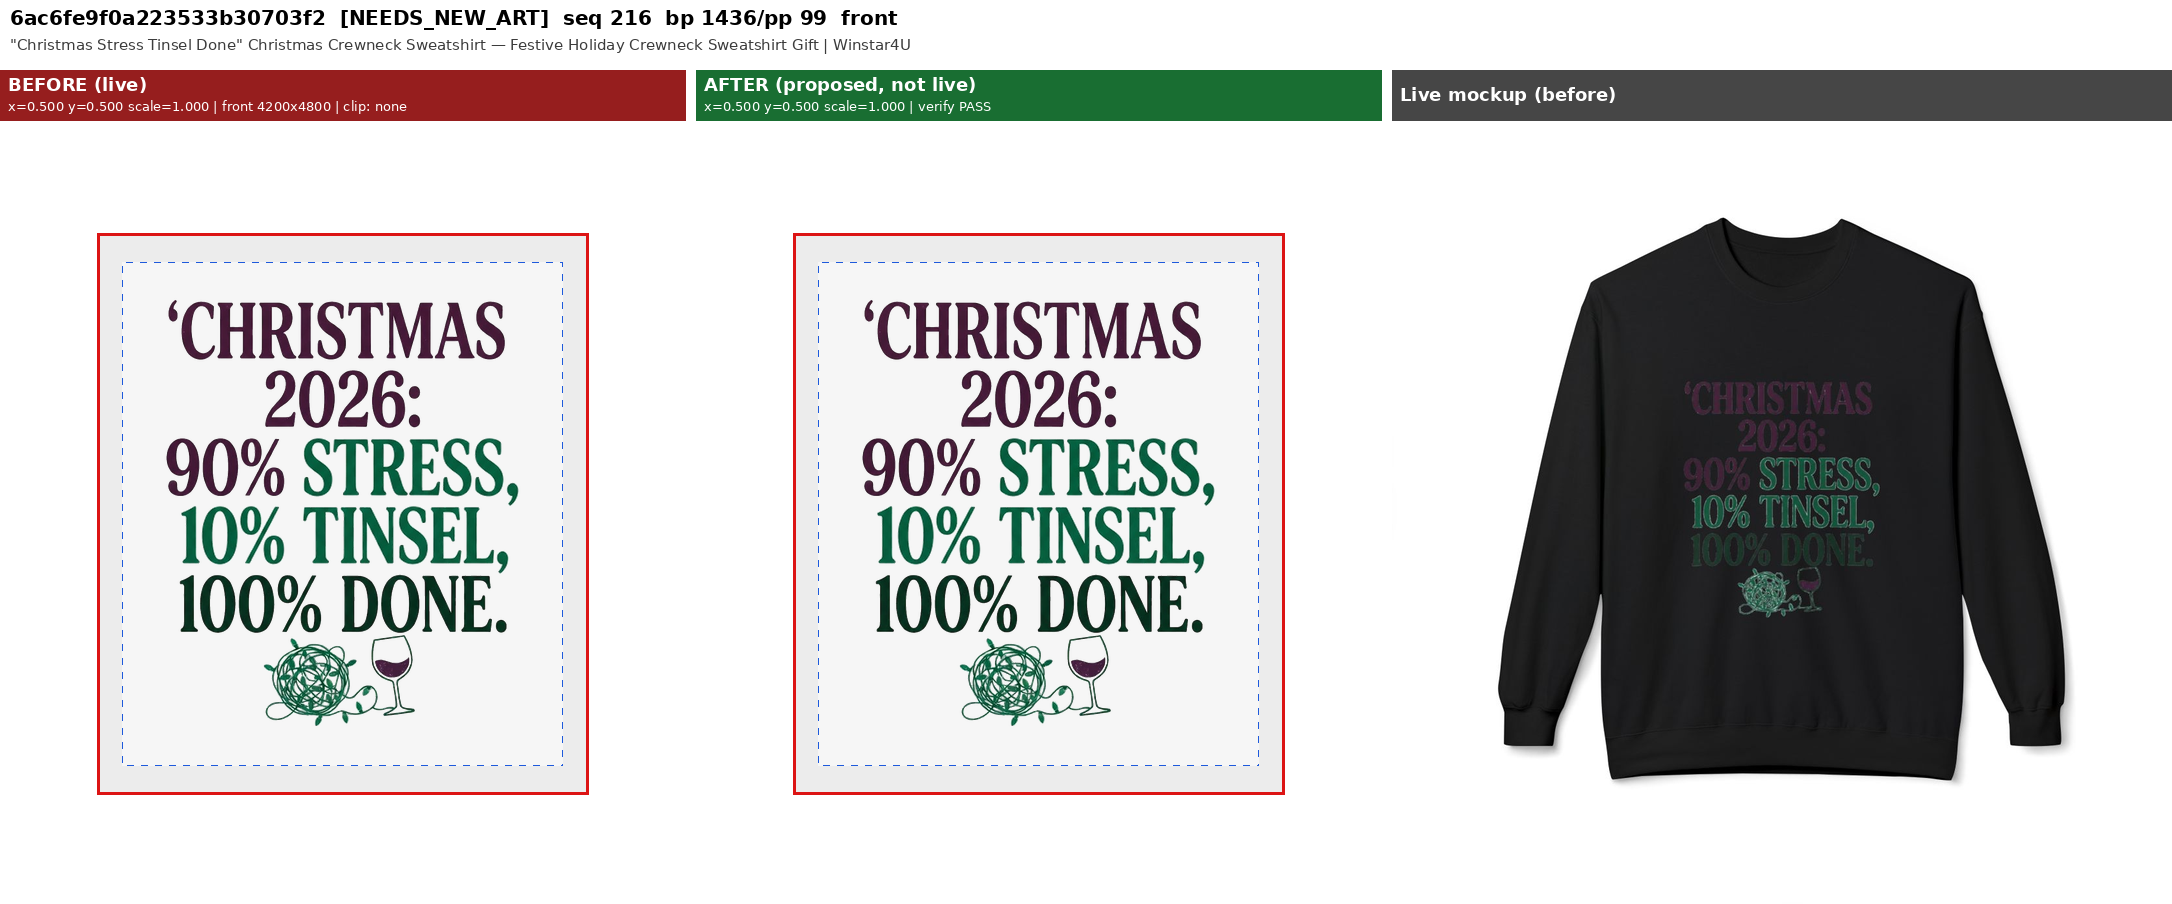 6ac6fe9f0a223533b30703f2 [NEEDS_NEW_ART] seq 216 bp 1436/pp 99 front
"Christmas Stress Tinsel Done" Christmas Crewneck Sweatshirt — Festive Holiday Crewneck Sweatshirt Gift | Winstar4U
BEFORE (live)
x=0.500 y=0.500 scale=1.000 | front 4200x4800 | clip: none
AFTER (proposed, not live)
x=0.500 y=0.500 scale=1.000 | verify PASS
Live mockup (before)
‘CHRISTMAS
2026:
90% STRESS,
10% TINSEL,
100% DONE.
‘CHRISTMAS
2026:
90% STRESS,
10% TINSEL,
100% DONE.
‘CHRISTMAS
2026:
90% STRESS,
10% TINSEL,
100% DONE.